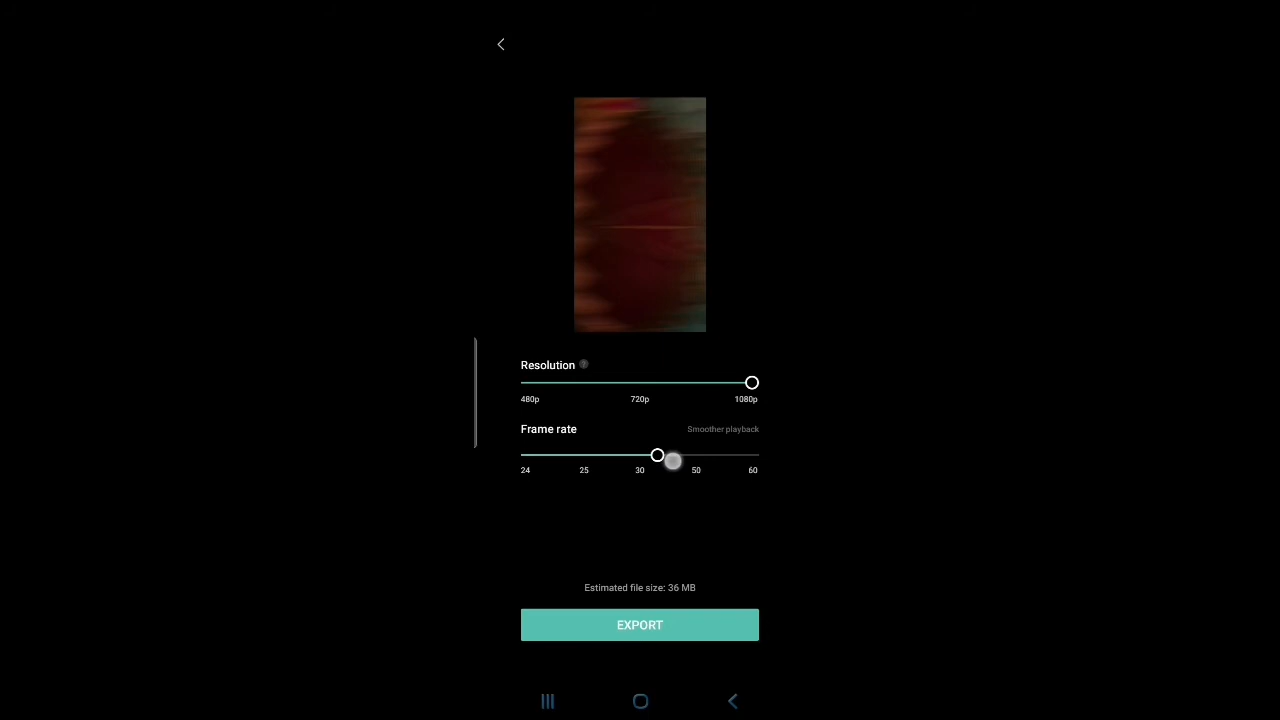 Resolution ?
480p 720p 1080p
Frame rate Smoother playback
24 25 30 50 60
Estimated file size: 36 MB
EXPORT